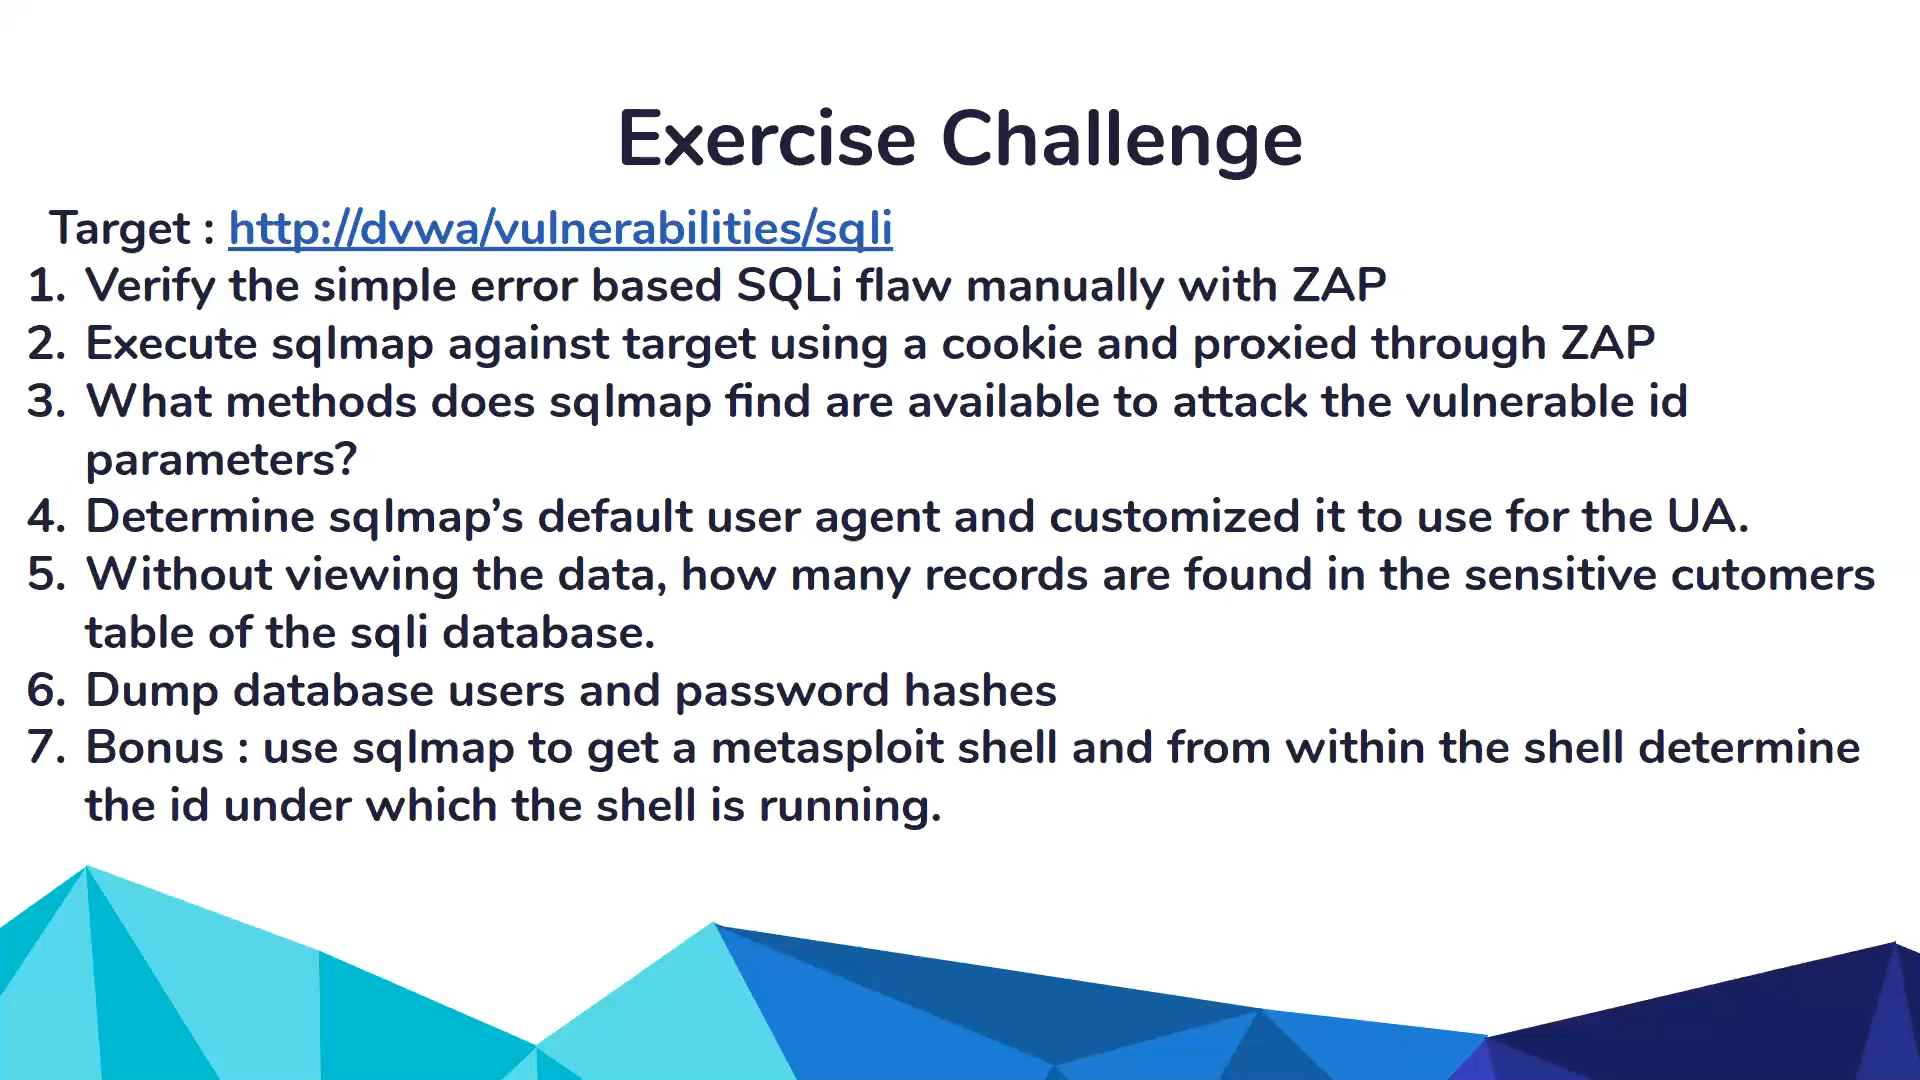 Exercise Challenge
Target : http://dvwa/vulnerabilities/sqli
1. Verify the simple error based SQLi flaw manually with ZAP
2. Execute sqlmap against target using a cookie and proxied through ZAP
3. What methods does sqlmap find are available to attack the vulnerable id
parameters?
4. Determine sqlmap’s default user agent and customized it to use for the UA.
5. Without viewing the data, how many records are found in the sensitive cutomers
table of the sqli database.
6. Dump database users and password hashes
7. Bonus : use sqlmap to get a metasploit shell and from within the shell determine
the id under which the shell is running.